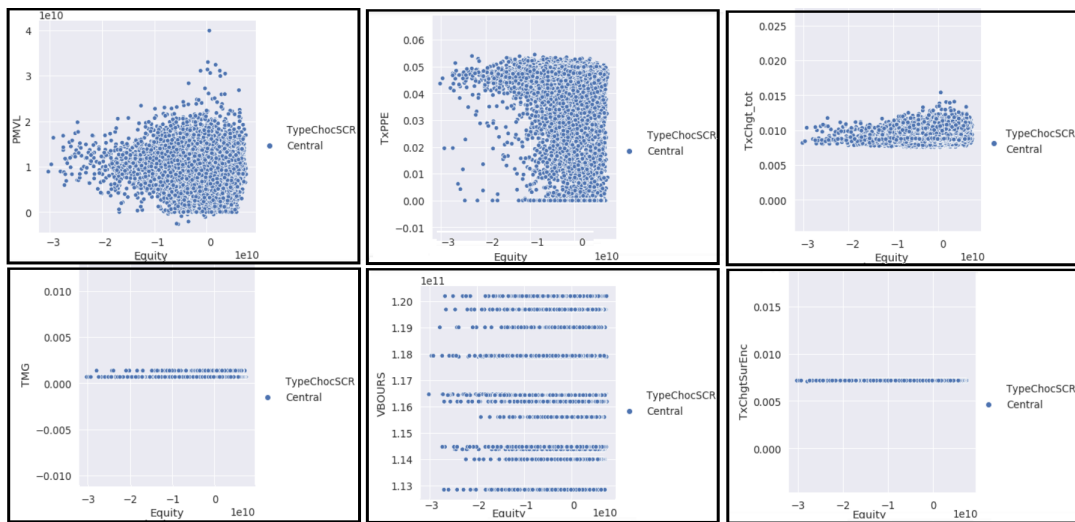 1e10
4
3
2
1
0
PMVL
−3 −2 −1 0
Equity
1e10
TypeChocSCR
Central
0.06
0.05
0.04
0.03
0.02
0.01
0.00
−0.01
TxPPE
−3 −2 −1 0
Equity
1e10
TypeChocSCR
Central
0.015
0.010
0.005
0.000
TxChgt_tot
−3 −2 −1 0
Equity
1e10
TypeChocSCR
Central
0.010
0.005
0.000
−0.005
−0.010
TMG
−3 −2 −1 0
Equity
1e10
TypeChocSCR
Central
1e11
1.20
1.19
1.18
1.17
1.16
1.15
1.14
1.13
VBOURS
−3 −2 −1 0
Equity
1e10
TypeChocSCR
Central
0.015
0.010
0.005
0.000
TxChgtSurEnc
−3 −2 −1 0
Equity
1e10
TypeChocSCR
Central